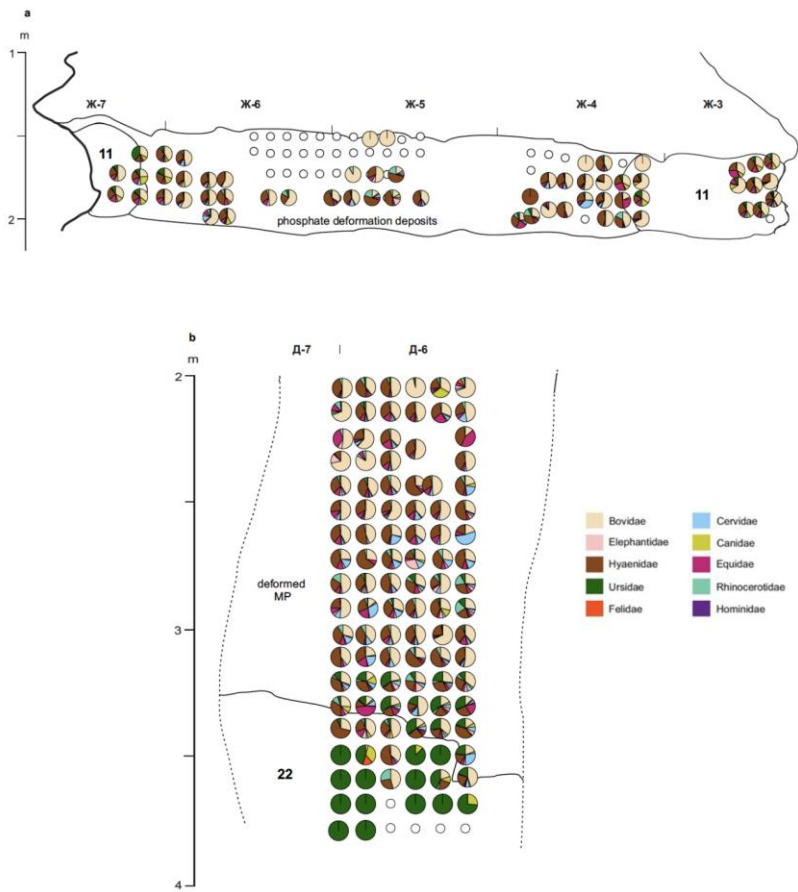 a
m
1
Ж-7 Ж-6 Ж-5 Ж-4 Ж-3
11
11
2
phosphate deformation deposits
b
m
Д-7 Д-6
2
deformed
MP
3
22
4
Bovidae
Elephantidae
Hyaenidae
Ursidae
Felidae
Cervidae
Canidae
Equidae
Rhinocerotidae
Hominidae